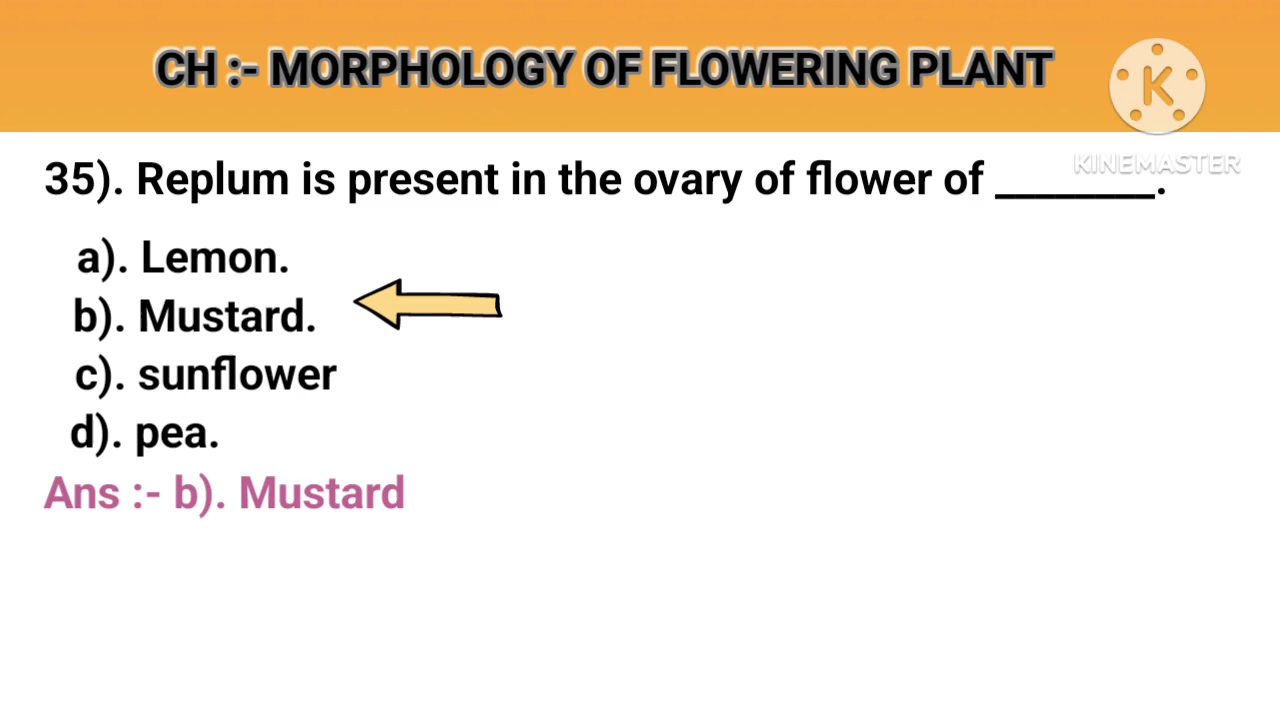 CH :- MORPHOLOGY OF FLOWERING PLANT
K
KINEMASTER
35). Replum is present in the ovary of flower of ________.
a). Lemon.
b). Mustard.
c). sunflower
d). pea.
Ans :- b). Mustard